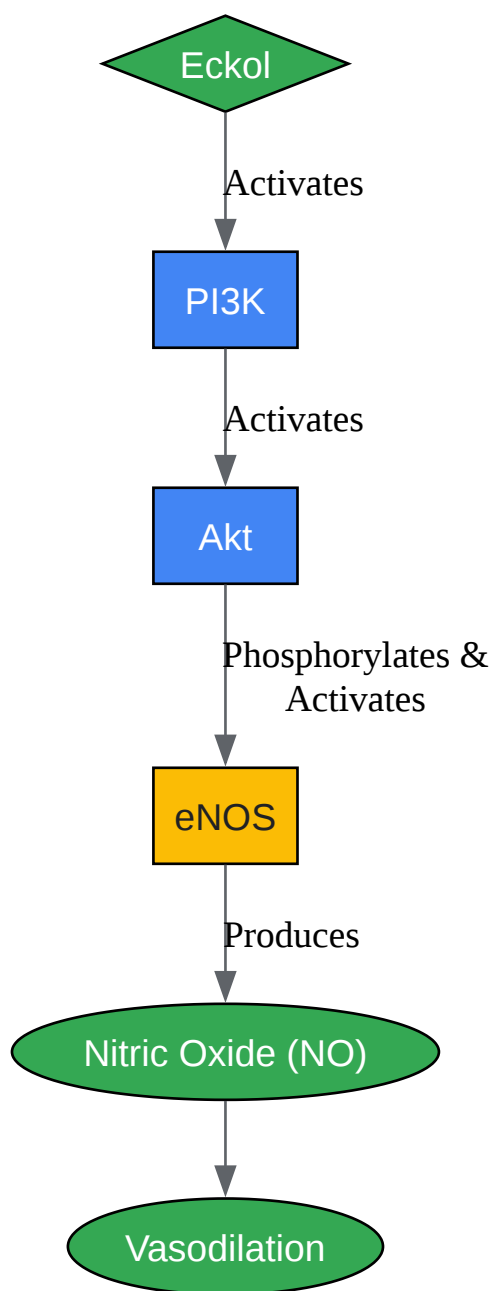 Eckol
Activates
PI3K
Activates
Akt
Phosphorylates &
Activates
eNOS
Produces
Nitric Oxide (NO)
Vasodilation